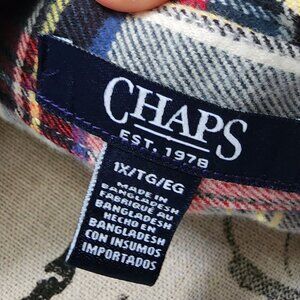 CHAPS
EST. 1978
1X/TG/EG
MADE IN
BANGLADESH
FABRIQUÉ AU
BANGLADESH
HECHO EN
BANGLADESH
CON INSUMOS
IMPORTADOS